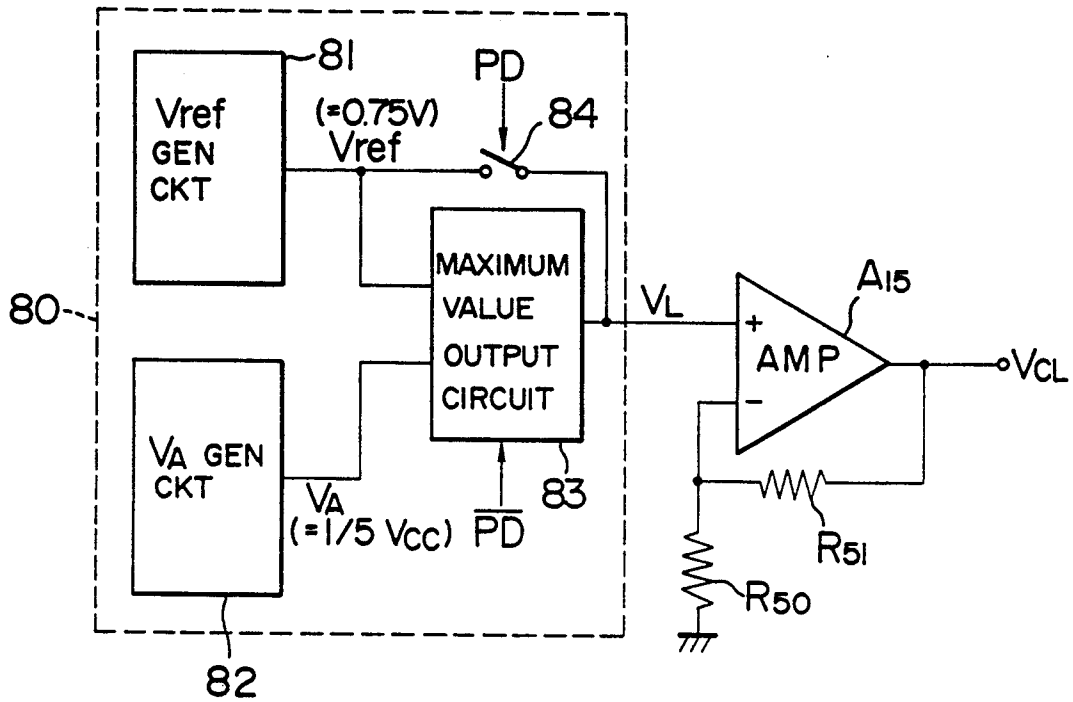 81
Vref
GEN
CKT
(=0.75V)
Vref
PD
84
80
MAXIMUM
VALUE
OUTPUT
CIRCUIT
VL
A15
+
AMP
−
VCL
VA GEN
CKT
VA
(=1/5 VCC)
PD
83
R51
R50
82